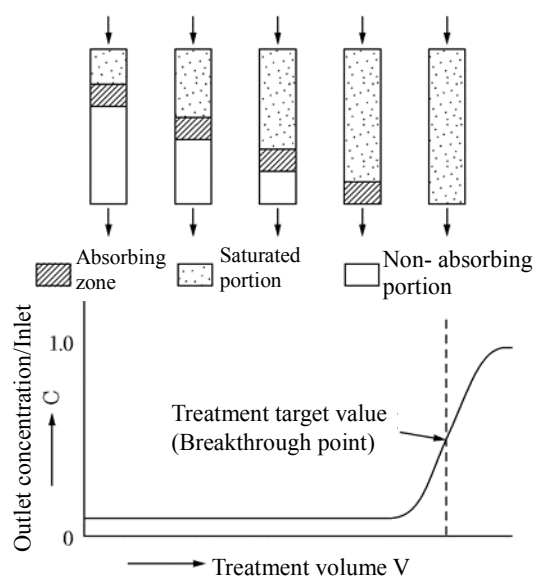 Absorbing
zone
Saturated
portion
Non- absorbing
portion
Outlet concentration/Inlet
C
1.0
0
Treatment target value
(Breakthrough point)
Treatment volume V